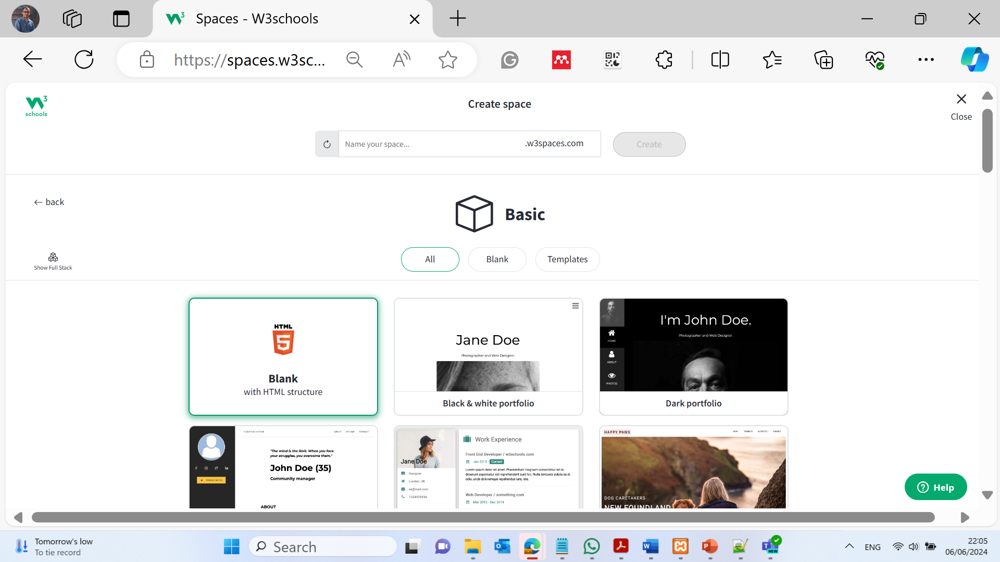 Spaces - W3schools
https://spaces.w3sc...
W3
schools
Create space
Close
Name your space...
.w3spaces.com
Create
← back
Basic
Show Full Stack
All
Blank
Templates
HTML
5
Blank
with HTML structure
Jane Doe
Photographer and Web Designer.
Black & white portfolio
I'm John Doe.
Photographer and Web Designer.
HOME
ABOUT
PHOTOS
Dark portfolio
ABOUT
RESUME
CONTACT
"The mind is the limit. When you face
your struggles, you overcome them."
John Doe (35)
Community manager
DOWNLOAD CV
ABOUT
Jane Doe
Designer
London, UK
ex@mail.com
1224435534
Work Experience
Front End Developer / w3schools.com
Jan 2015 - Current
Lorem ipsum dolor sit amet. Praesentium magnam consectetur vel in
deserunt aspernatur est reprehenderit sunt hic. Nulla tempora soluta ea et
odio, unde doloremque repellendus iure, iste.
Web Developer / something.com
Mar 2012 - Dec 2014
HAPPY PAWS
HOME
TRAINERS
ACTIVITIES
CONTACT
DOG CARETAKERS
NEW FOUNDLAND
Help
Tomorrow's low
To tie record
Search
NEW
ENG
22:05
06/06/2024